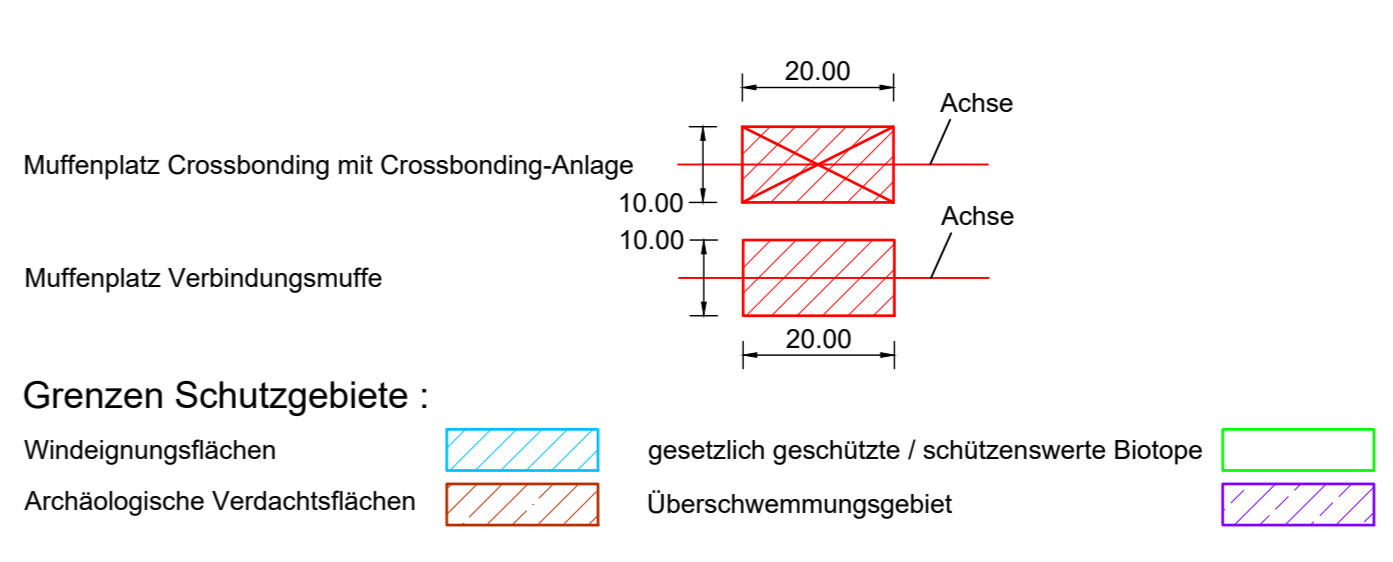 20.00
Achse
Muffenplatz Crossbonding mit Crossbonding-Anlage
10.00
Achse
10.00
Muffenplatz Verbindungsmuffe
20.00
Grenzen Schutzgebiete :
Windeignungsflächen
gesetzlich geschützte / schützenswerte Biotope
Archäologische Verdachtsflächen
Überschwemmungsgebiet